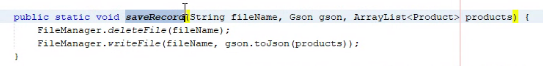 public static void saveRecord(String fileName, Gson gson, ArrayList<Product> products) {
FileManager.deleteFile(fileName);
FileManager.writeFile(fileName, gson.toJson(products));
}